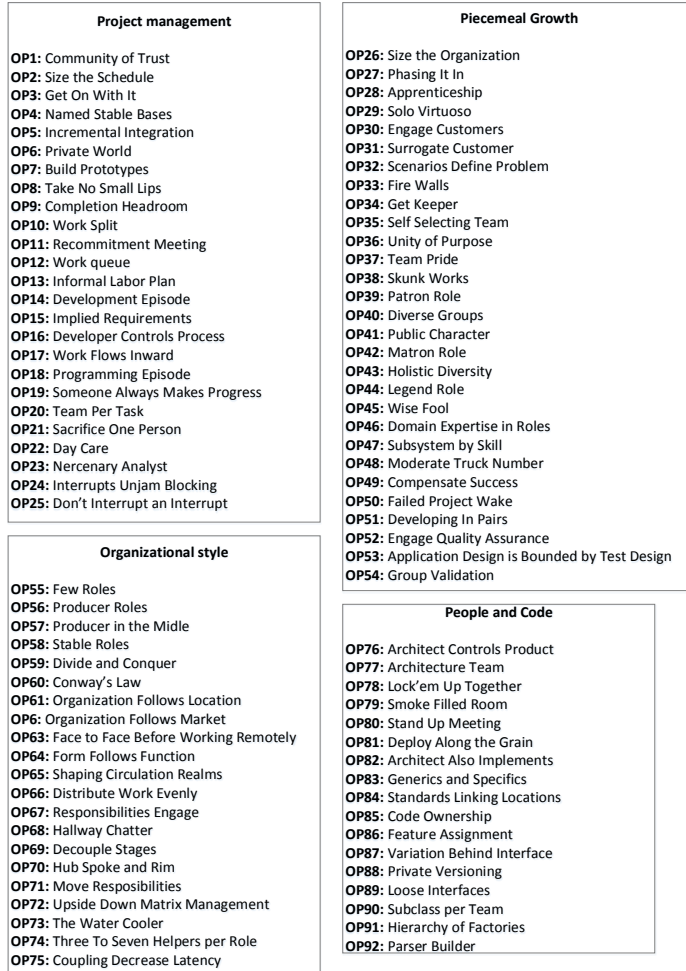 Project management
OP1: Community of Trust
OP2: Size the Schedule
OP3: Get On With It
OP4: Named Stable Bases
OP5: Incremental Integration
OP6: Private World
OP7: Build Prototypes
OP8: Take No Small Lips
OP9: Completion Headroom
OP10: Work Split
OP11: Recommitment Meeting
OP12: Work queue
OP13: Informal Labor Plan
OP14: Development Episode
OP15: Implied Requirements
OP16: Developer Controls Process
OP17: Work Flows Inward
OP18: Programming Episode
OP19: Someone Always Makes Progress
OP20: Team Per Task
OP21: Sacrifice One Person
OP22: Day Care
OP23: Nercenary Analyst
OP24: Interrupts Unjam Blocking
OP25: Don't Interrupt an Interrupt
Organizational style
OP55: Few Roles
OP56: Producer Roles
OP57: Producer in the Midle
OP58: Stable Roles
OP59: Divide and Conquer
OP60: Conway's Law
OP61: Organization Follows Location
OP6: Organization Follows Market
OP63: Face to Face Before Working Remotely
OP64: Form Follows Function
OP65: Shaping Circulation Realms
OP66: Distribute Work Evenly
OP67: Responsibilities Engage
OP68: Hallway Chatter
OP69: Decouple Stages
OP70: Hub Spoke and Rim
OP71: Move Resposibilities
OP72: Upside Down Matrix Management
OP73: The Water Cooler
OP74: Three To Seven Helpers per Role
OP75: Coupling Decrease Latency
Piecemeal Growth
OP26: Size the Organization
OP27: Phasing It In
OP28: Apprenticeship
OP29: Solo Virtuoso
OP30: Engage Customers
OP31: Surrogate Customer
OP32: Scenarios Define Problem
OP33: Fire Walls
OP34: Get Keeper
OP35: Self Selecting Team
OP36: Unity of Purpose
OP37: Team Pride
OP38: Skunk Works
OP39: Patron Role
OP40: Diverse Groups
OP41: Public Character
OP42: Matron Role
OP43: Holistic Diversity
OP44: Legend Role
OP45: Wise Fool
OP46: Domain Expertise in Roles
OP47: Subsystem by Skill
OP48: Moderate Truck Number
OP49: Compensate Success
OP50: Failed Project Wake
OP51: Developing In Pairs
OP52: Engage Quality Assurance
OP53: Application Design is Bounded by Test Design
OP54: Group Validation
People and Code
OP76: Architect Controls Product
OP77: Architecture Team
OP78: Lock'em Up Together
OP79: Smoke Filled Room
OP80: Stand Up Meeting
OP81: Deploy Along the Grain
OP82: Architect Also Implements
OP83: Generics and Specifics
OP84: Standards Linking Locations
OP85: Code Ownership
OP86: Feature Assignment
OP87: Variation Behind Interface
OP88: Private Versioning
OP89: Loose Interfaces
OP90: Subclass per Team
OP91: Hierarchy of Factories
OP92: Parser Builder